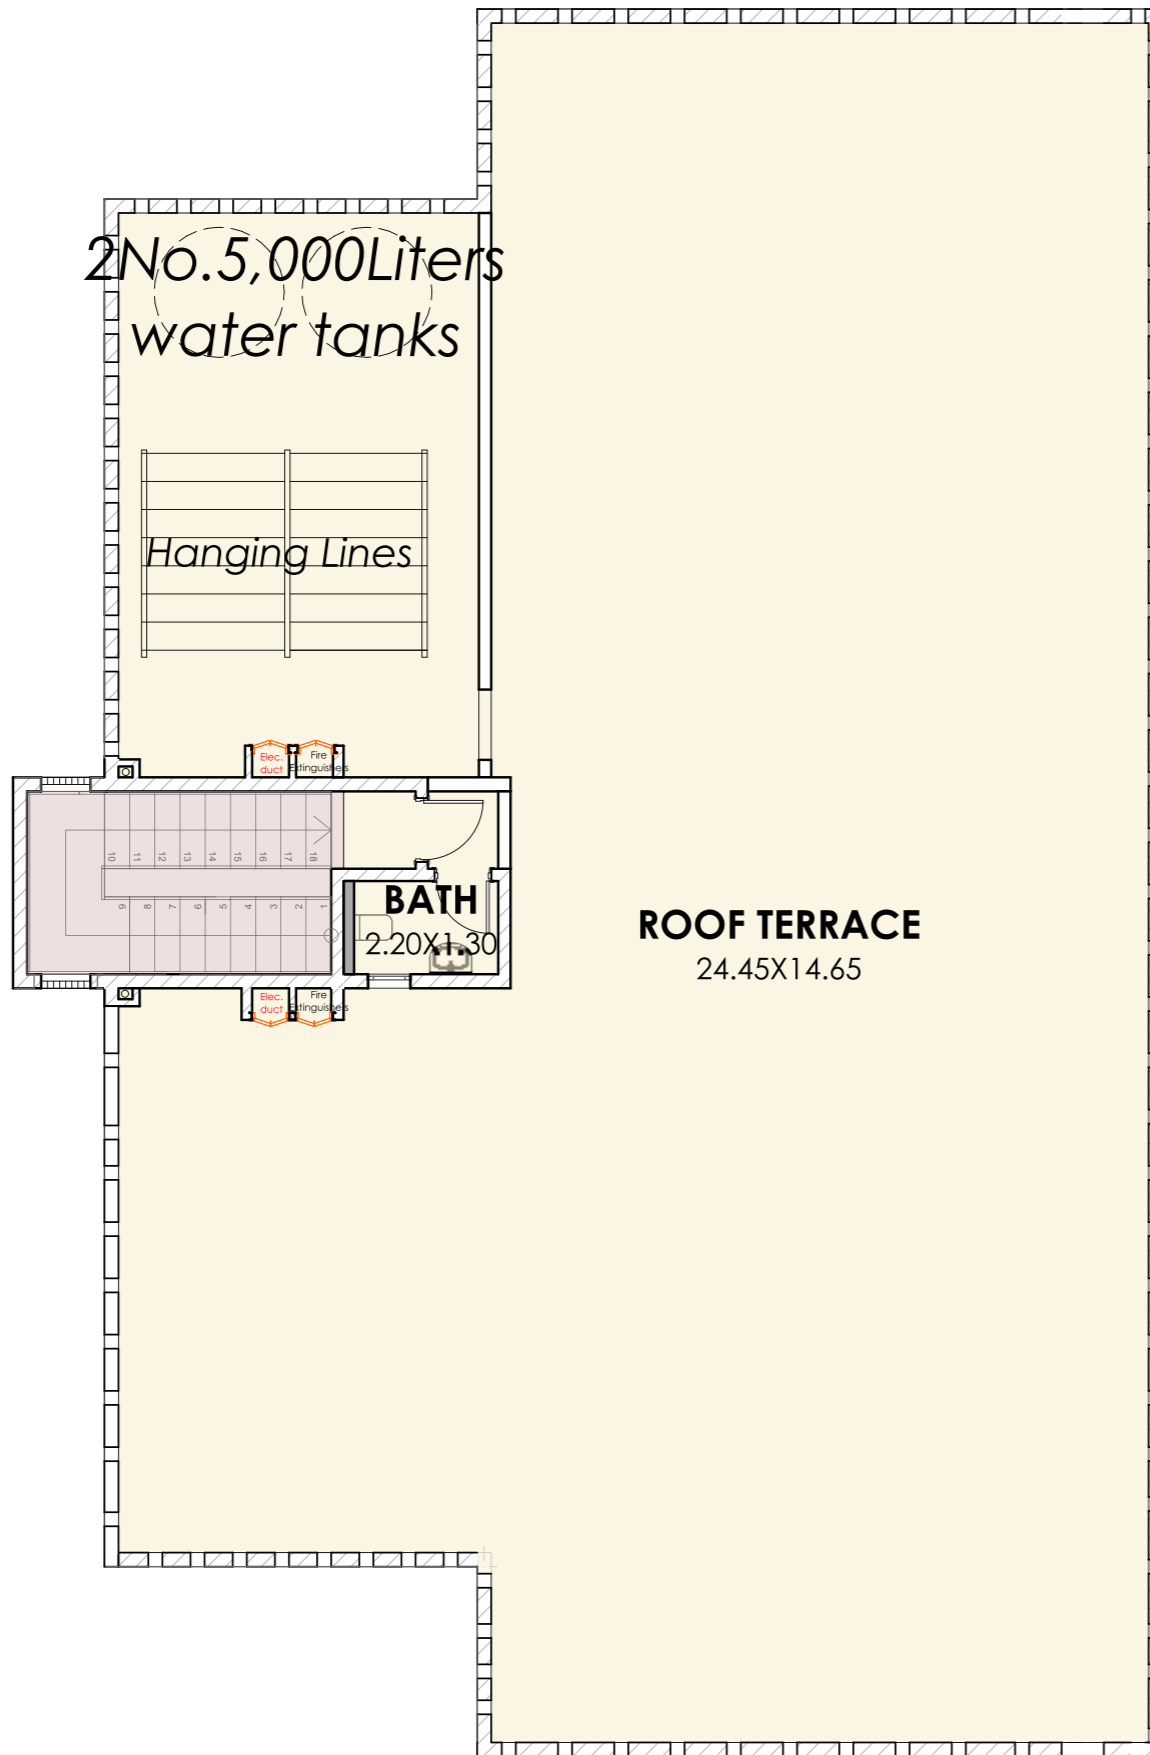 2No.5,000Liters
water tanks
Hanging Lines
Elec.
duct
Fire
Extinguishers
10 11 12 13 14 15 16 17 18
9 8 7 6 5 4 3 2 1
BATH
2.20X1.30
ROOF TERRACE
24.45X14.65
Elec.
duct
Fire
Extinguishers